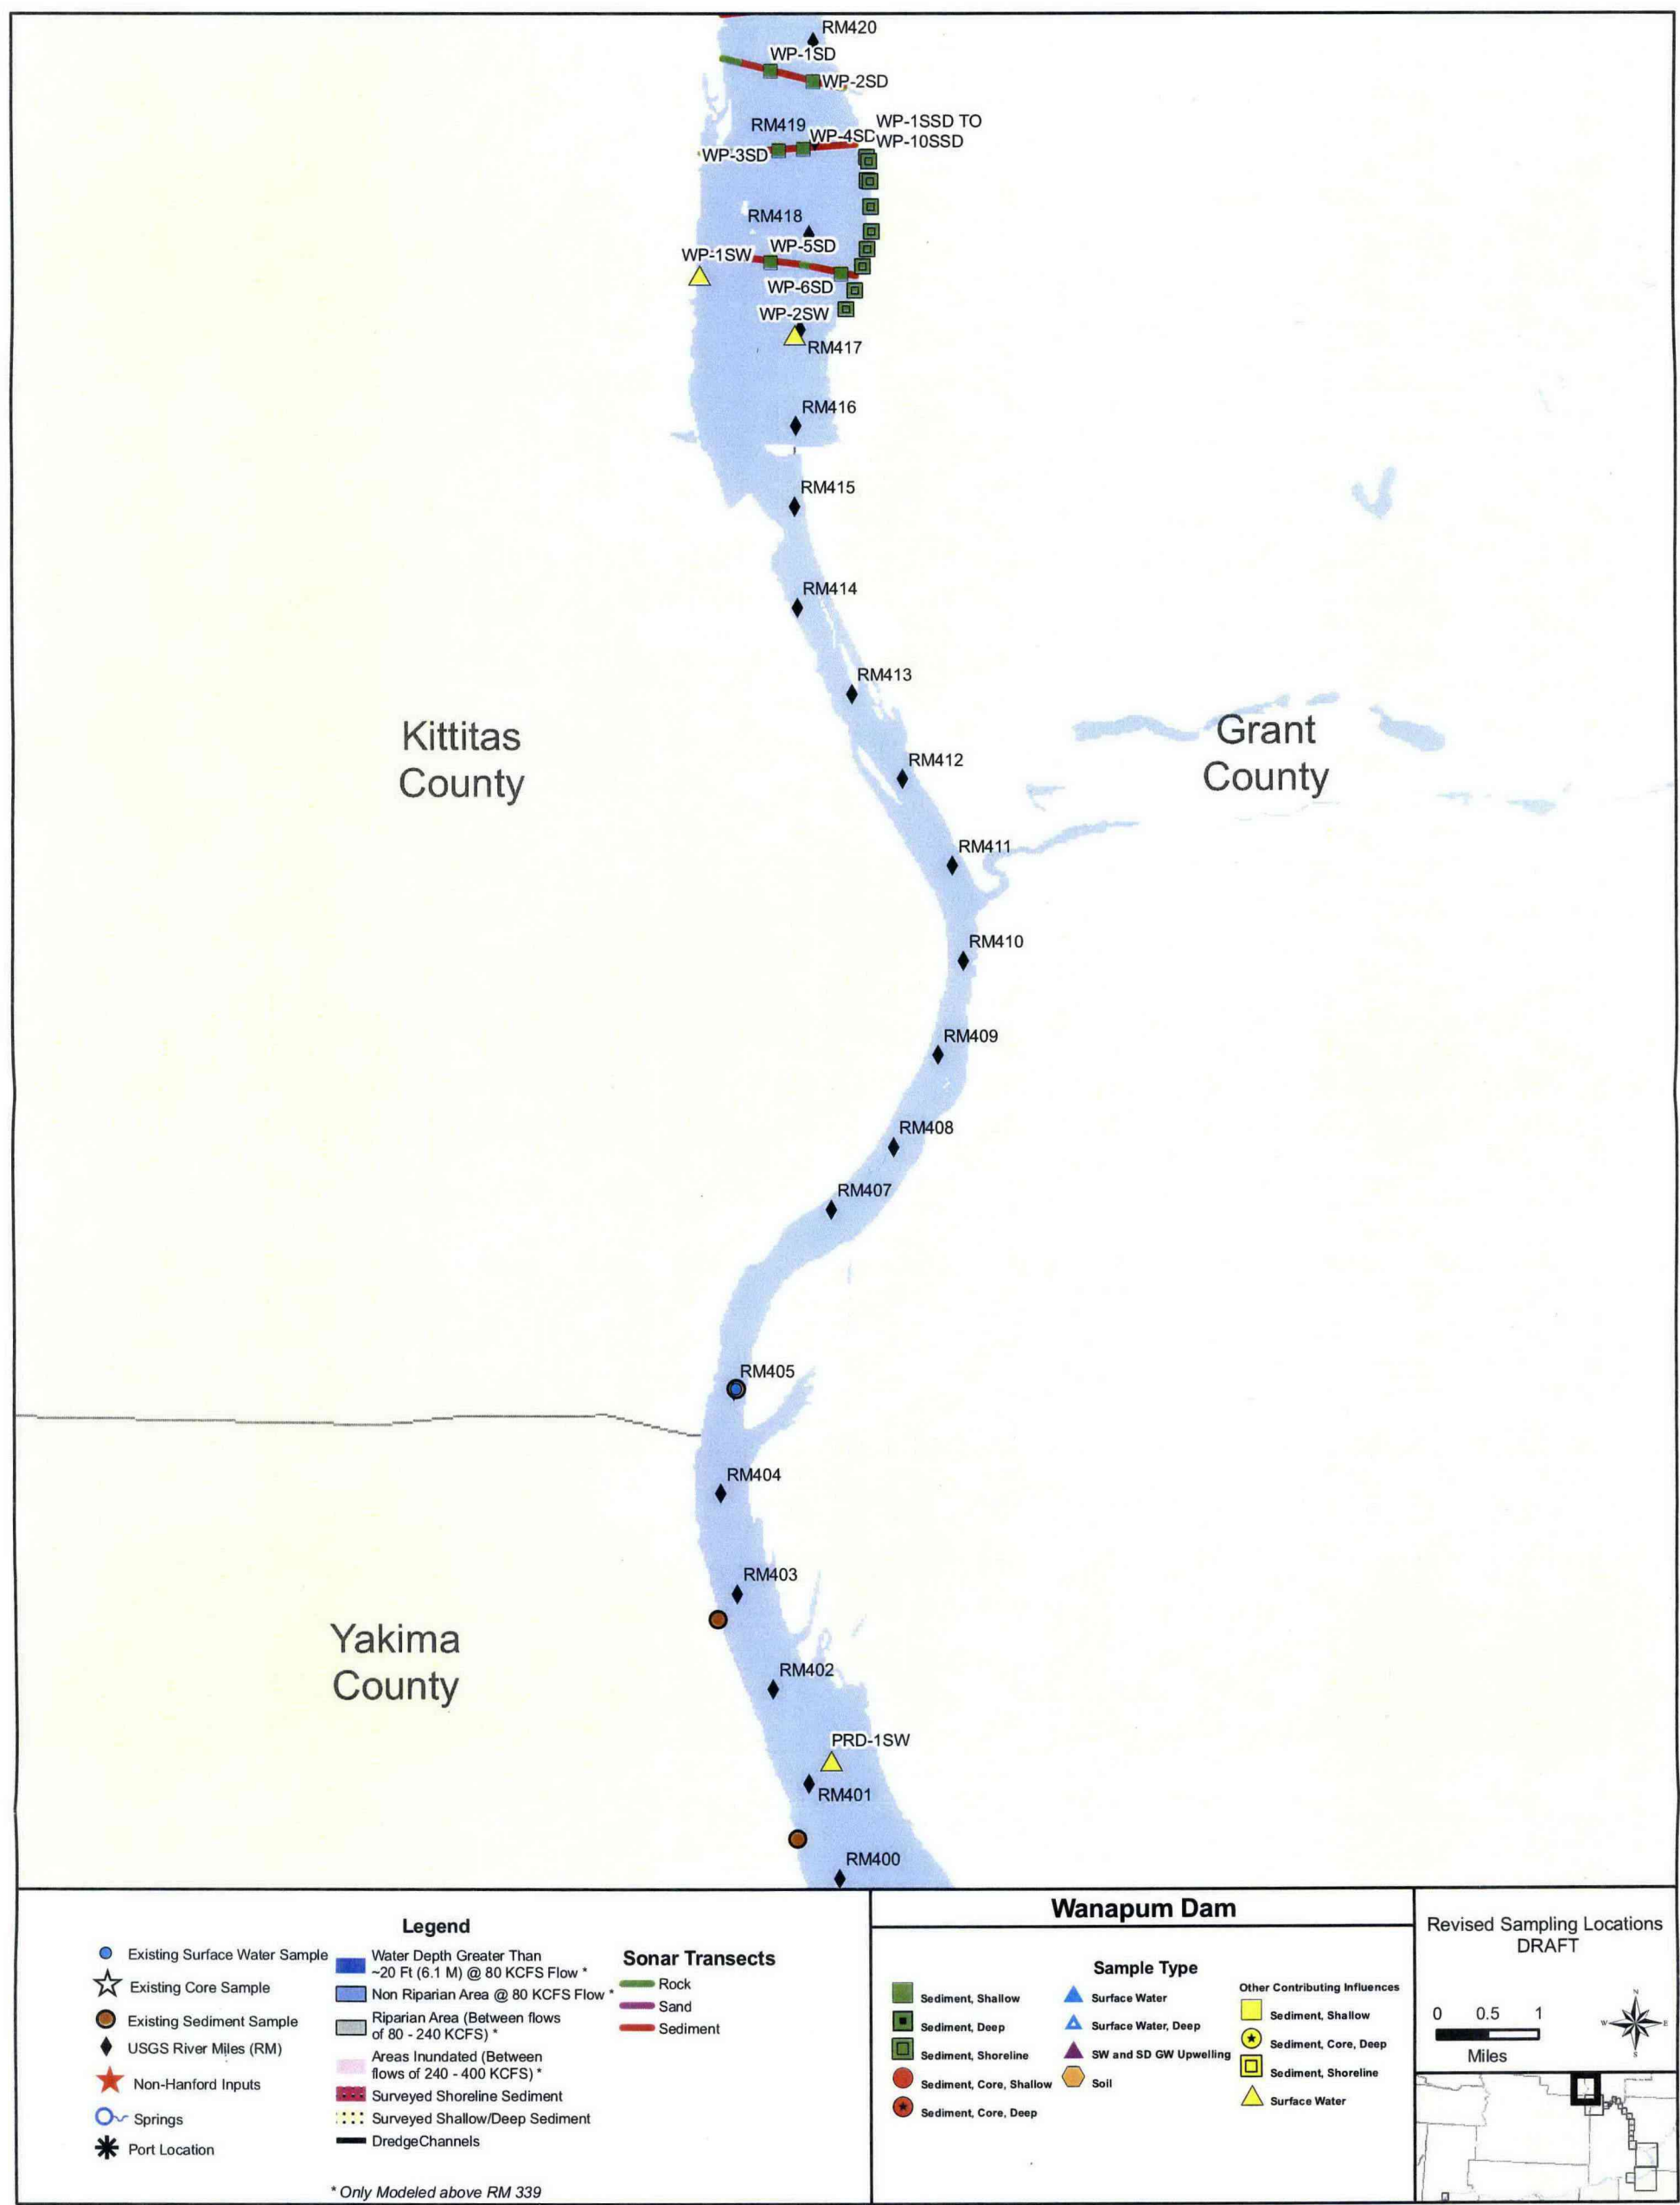 RM420
WP-1SD
WP-2SD
WP-1SSD TO
WP-10SSD
RM419
WP-4SD
WP-3SD
RM418
WP-5SD
WP-1SW
WP-6SD
WP-2SW
RM417
RM416
RM415
RM414
RM413
Kittitas
County
Grant
County
RM412
RM411
RM410
RM409
RM408
RM407
RM405
RM404
RM403
Yakima
County
RM402
PRD-1SW
RM401
RM400
Legend
Existing Surface Water Sample
Existing Core Sample
Existing Sediment Sample
USGS River Miles (RM)
Non-Hanford Inputs
Springs
Port Location
Water Depth Greater Than
~20 Ft (6.1 M) @ 80 KCFS Flow *
Non Riparian Area @ 80 KCFS Flow *
Riparian Area (Between flows
of 80 - 240 KCFS) *
Areas Inundated (Between
flows of 240 - 400 KCFS) *
Surveyed Shoreline Sediment
Surveyed Shallow/Deep Sediment
DredgeChannels
* Only Modeled above RM 339
Sonar Transects
Rock
Sand
Sediment
Wanapum Dam
Sample Type
Sediment, Shallow
Sediment, Deep
Sediment, Shoreline
Sediment, Core, Shallow
Sediment, Core, Deep
Surface Water
Surface Water, Deep
SW and SD GW Upwelling
Soil
Other Contributing Influences
Sediment, Shallow
Sediment, Core, Deep
Sediment, Shoreline
Surface Water
Revised Sampling Locations
DRAFT
0 0.5 1
Miles
N
W E
S